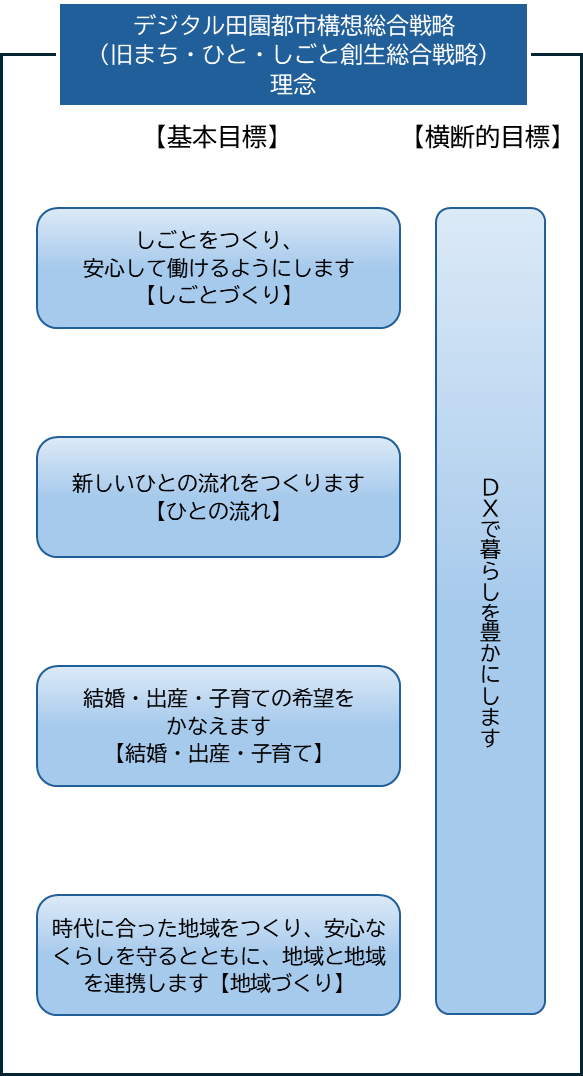 デジタル田園都市構想総合戦略
（旧まち・ひと・しごと創生総合戦略）
理念
【基本目標】
【横断的目標】
しごとをつくり、
安心して働けるようにします
【しごとづくり】
新しいひとの流れをつくります
【ひとの流れ】
結婚・出産・子育ての希望を
かなえます
【結婚・出産・子育て】
時代に合った地域をつくり、安心な
くらしを守るとともに、地域と地域
を連携します【地域づくり】
ＤＸで暮らしを豊かにします